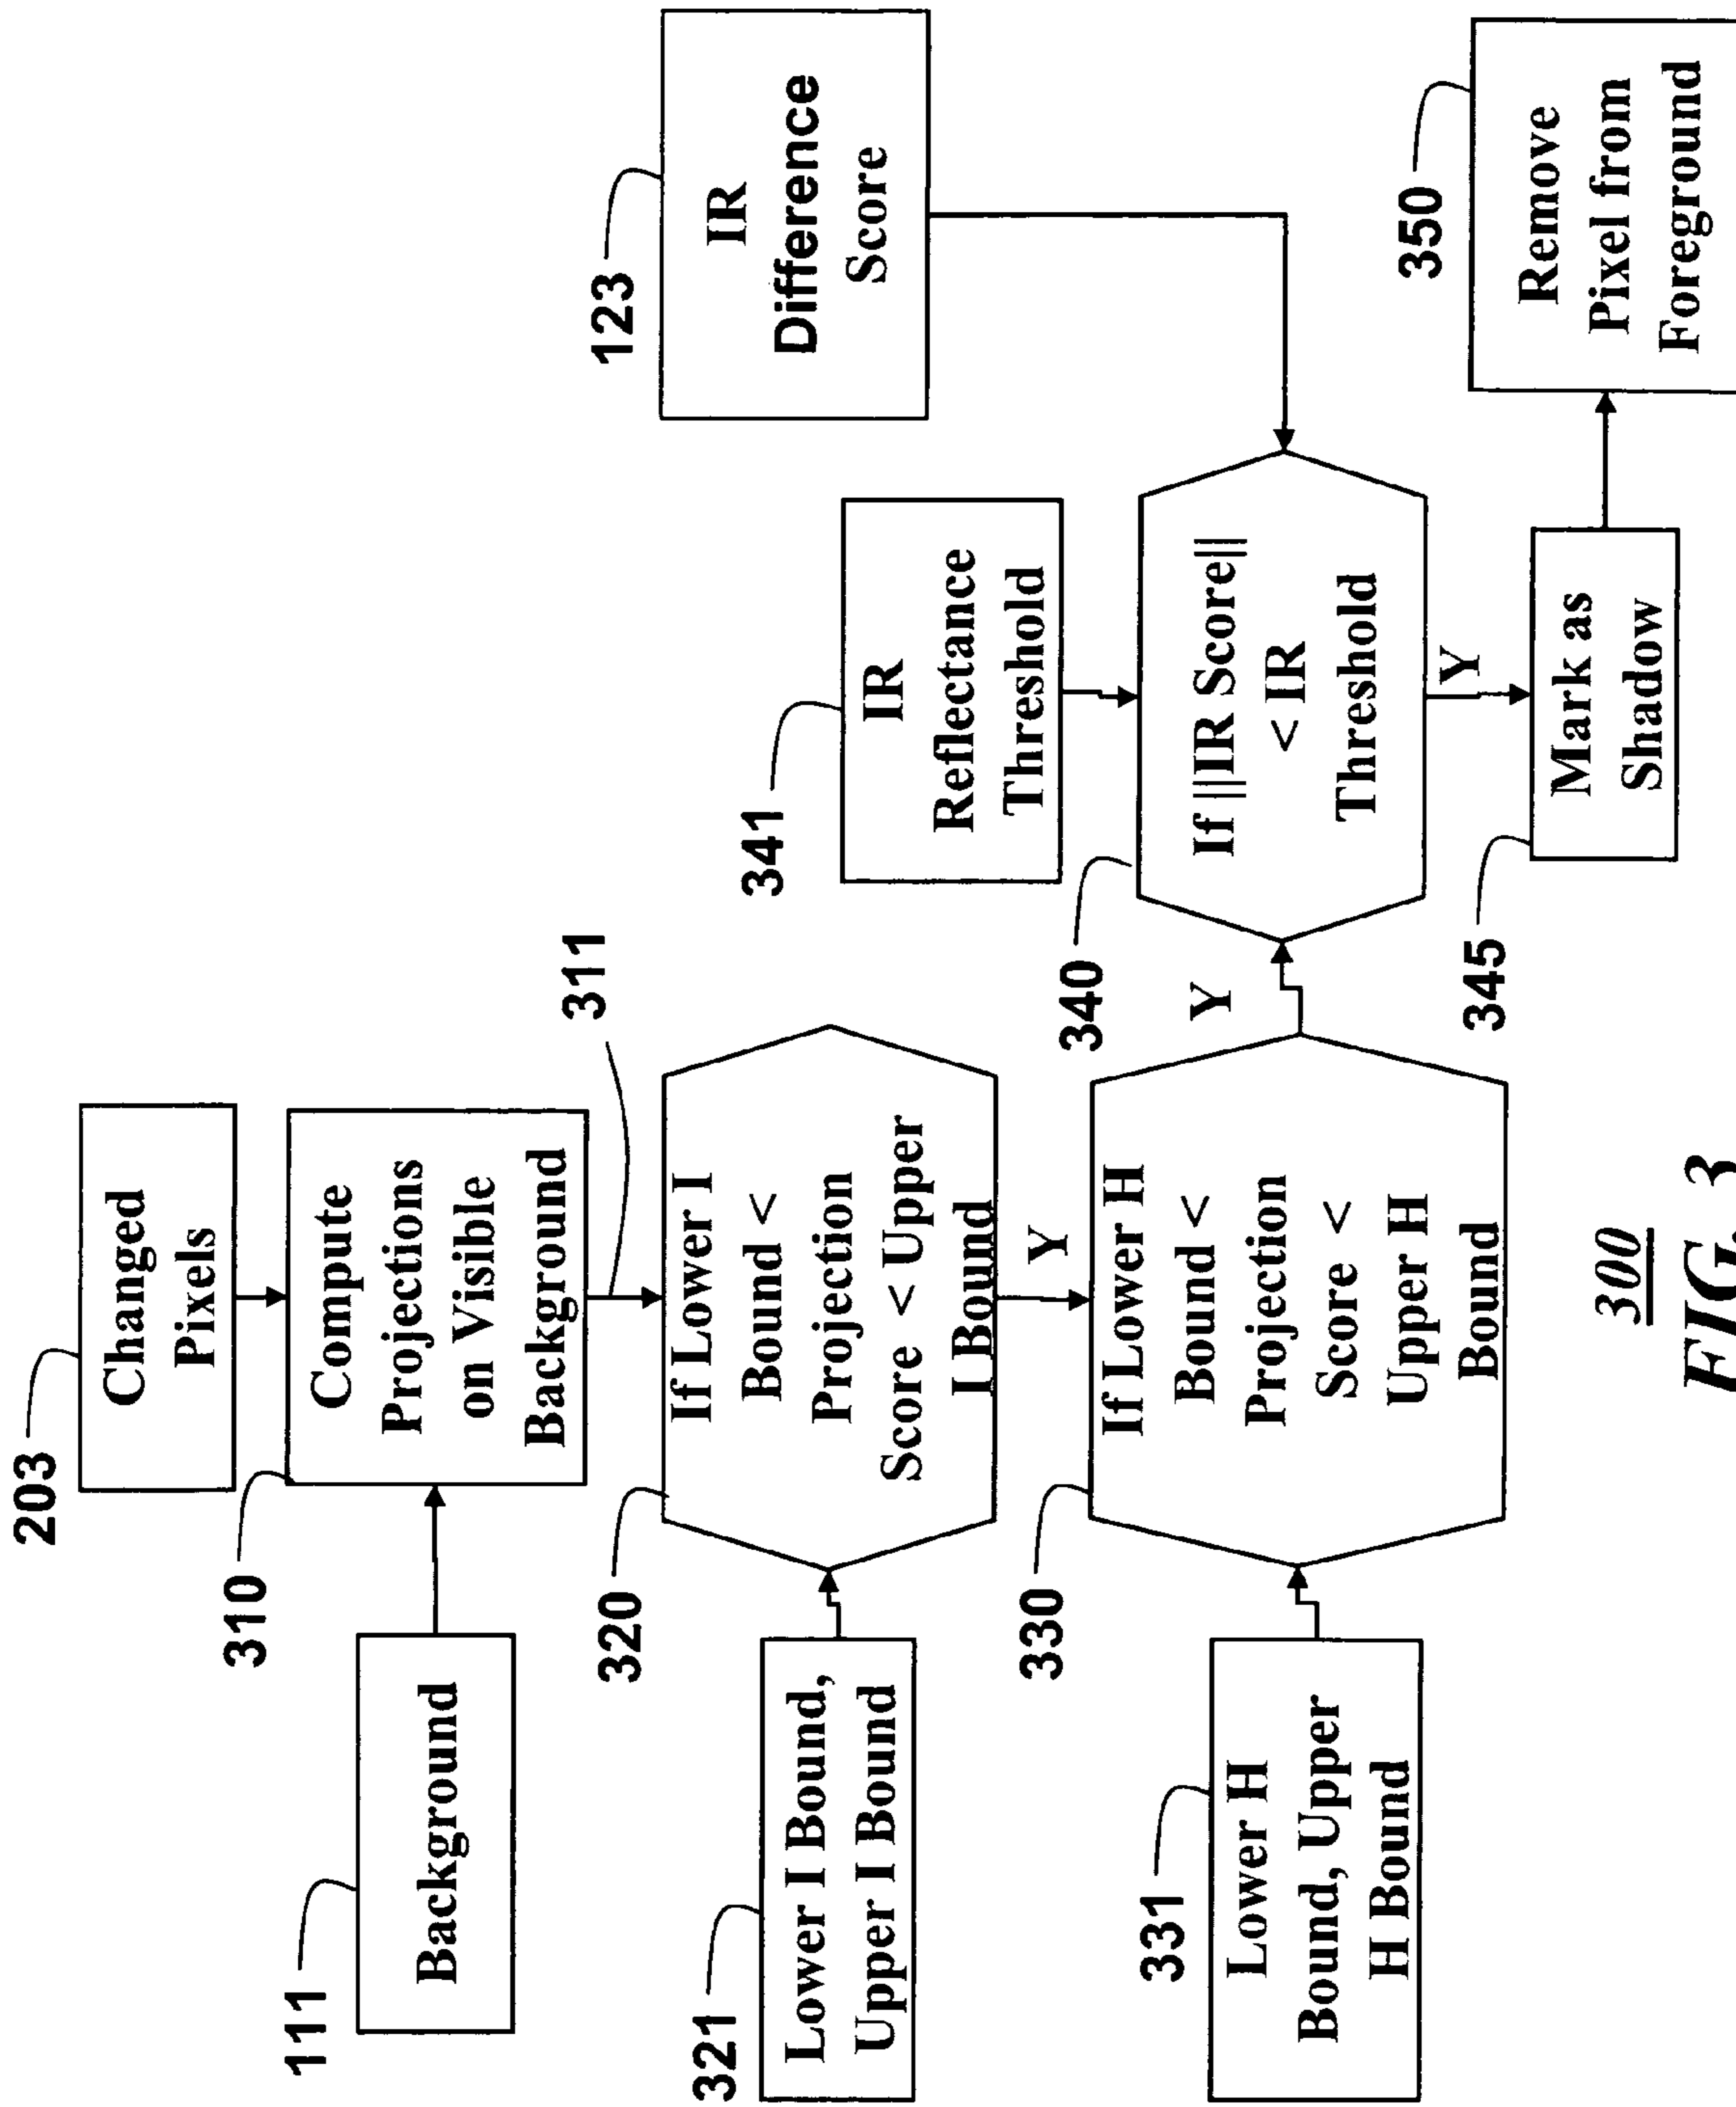 203
Changed
Pixels
310
Compute
Projections
on Visible
Background
111
Background
311
320
If Lower I
Bound <
Projection
Score < Upper
I Bound
321
Lower I Bound,
Upper I Bound
Y
330
If Lower H
Bound <
Projection
Score <
Upper H
Bound
331
Lower H
Bound, Upper
H Bound
Y
123
IR
Difference
Score
341
IR
Reflectance
Threshold
340
If ||IR Score||
< IR
Threshold
Y
345
Mark as
Shadow
350
Remove
Pixel from
Foreground
300
FIG. 3